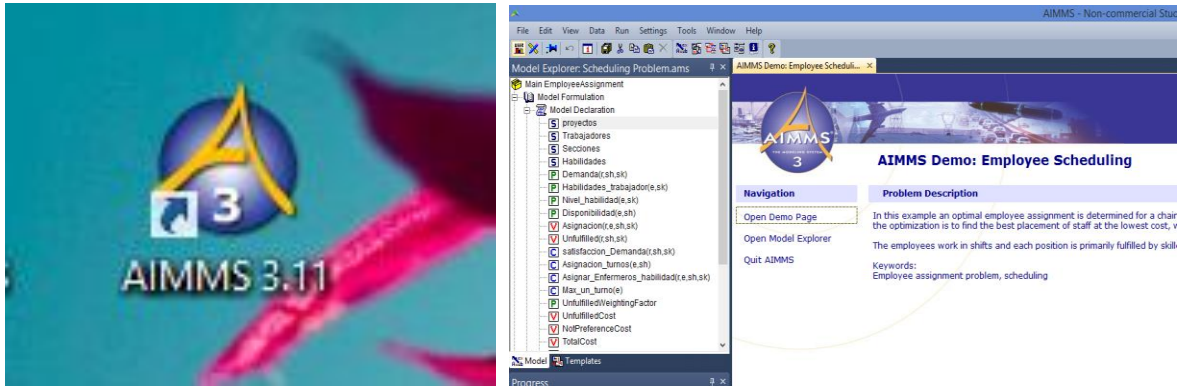 3
AIMMS 3.11
AIMMS - Non-commercial Stud
File Edit View Data Run Settings Tools Window Help
Model Explorer: Scheduling Problem.ams
AIMMS Demo: Employee Scheduli...
Main EmployeeAssignment
Model Formulation
Model Declaration
S proyectos
S Trabajadores
S Secciones
S Habilidades
P Demanda(r,sh,sk)
P Habilidades_trabajador(e,sk)
P Nivel_habilidad(e,sk)
P Disponibilidad(e,sh)
V Asignacion(r,e,sh,sk)
V Unfulfilled(r,sh,sk)
C satisfaccion_Demanda(r,sh,sk)
C Asignacion_turnos(e,sh)
C Asignar_Enfermeros_habilidad(r,e,sh,sk)
C Max_un_turno(e)
P UnfulfilledWeightingFactor
V UnfulfilledCost
V NotPreferenceCost
V TotalCost
Model Templates
Progress
AIMMS
3
AIMMS Demo: Employee Scheduling
Navigation
Open Demo Page
Open Model Explorer
Quit AIMMS
Problem Description
In this example an optimal employee assignment is determined for a chain
the optimization is to find the best placement of staff at the lowest cost, w
The employees work in shifts and each position is primarily fulfilled by skille
Keywords:
Employee assignment problem, scheduling